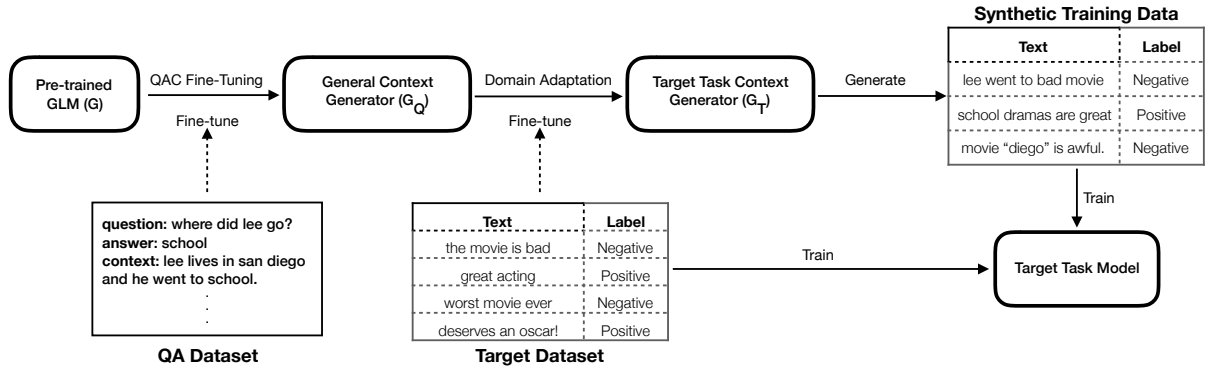 Synthetic Training Data
Text Label
lee went to bad movie Negative
school dramas are great Positive
movie “diego” is awful. Negative
Pre-trained
GLM (G)
QAC Fine-Tuning
Fine-tune
General Context
Generator (GQ)
Domain Adaptation
Fine-tune
Target Task Context
Generator (GT)
Generate
Train
question: where did lee go?
answer: school
context: lee lives in san diego
and he went to school.
.
.
.
QA Dataset
Text Label
the movie is bad Negative
great acting Positive
worst movie ever Negative
deserves an oscar! Positive
Target Dataset
Train
Target Task Model